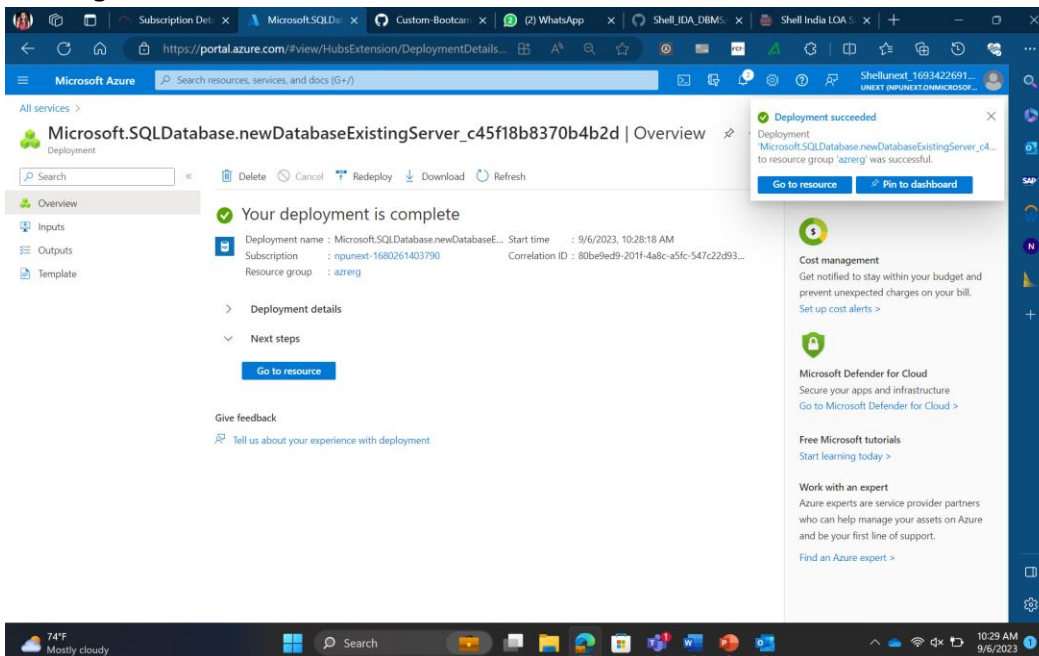 Subscription Det
Microsoft.SQLDat
Custom-Bootcam
(2) WhatsApp
Shell_IDA_DBMS/
Shell India LOA S
https://portal.azure.com/#view/HubsExtension/DeploymentDetails...
Microsoft Azure
Search resources, services, and docs (G+/)
Shellunext_1693422691...
UNEXT (NPUNEXT.ONMICROSOF...
All services >
Microsoft.SQLDatabase.newDatabaseExistingServer_c45f18b8370b4b2d | Overview
Deployment
Deployment succeeded
Deployment
'Microsoft.SQLDatabase.newDatabaseExistingServer_c4...
to resource group 'azrerg' was successful.
Go to resource
Pin to dashboard
Search
Delete
Cancel
Redeploy
Download
Refresh
Overview
Inputs
Outputs
Template
Your deployment is complete
Deployment name : Microsoft.SQLDatabase.newDatabaseE...
Start time : 9/6/2023, 10:28:18 AM
Subscription : npunext-1680261403790
Correlation ID : 80be9ed9-201f-4a8c-a5fc-547c22d93...
Resource group : azrerg
Deployment details
Next steps
Go to resource
Give feedback
Tell us about your experience with deployment
Cost management
Get notified to stay within your budget and
prevent unexpected charges on your bill.
Set up cost alerts >
Microsoft Defender for Cloud
Secure your apps and infrastructure
Go to Microsoft Defender for Cloud >
Free Microsoft tutorials
Start learning today >
Work with an expert
Azure experts are service provider partners
who can help manage your assets on Azure
and be your first line of support.
Find an Azure expert >
74°F
Mostly cloudy
Search
10:29 AM
9/6/2023